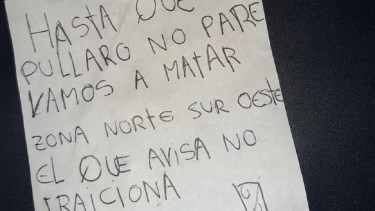 HASTA QUE
PULLARO NO PARE
VAMOS A MATAR
ZONA NORTE SUR OESTE
EL QUE AVISA NO
TRAICIONA